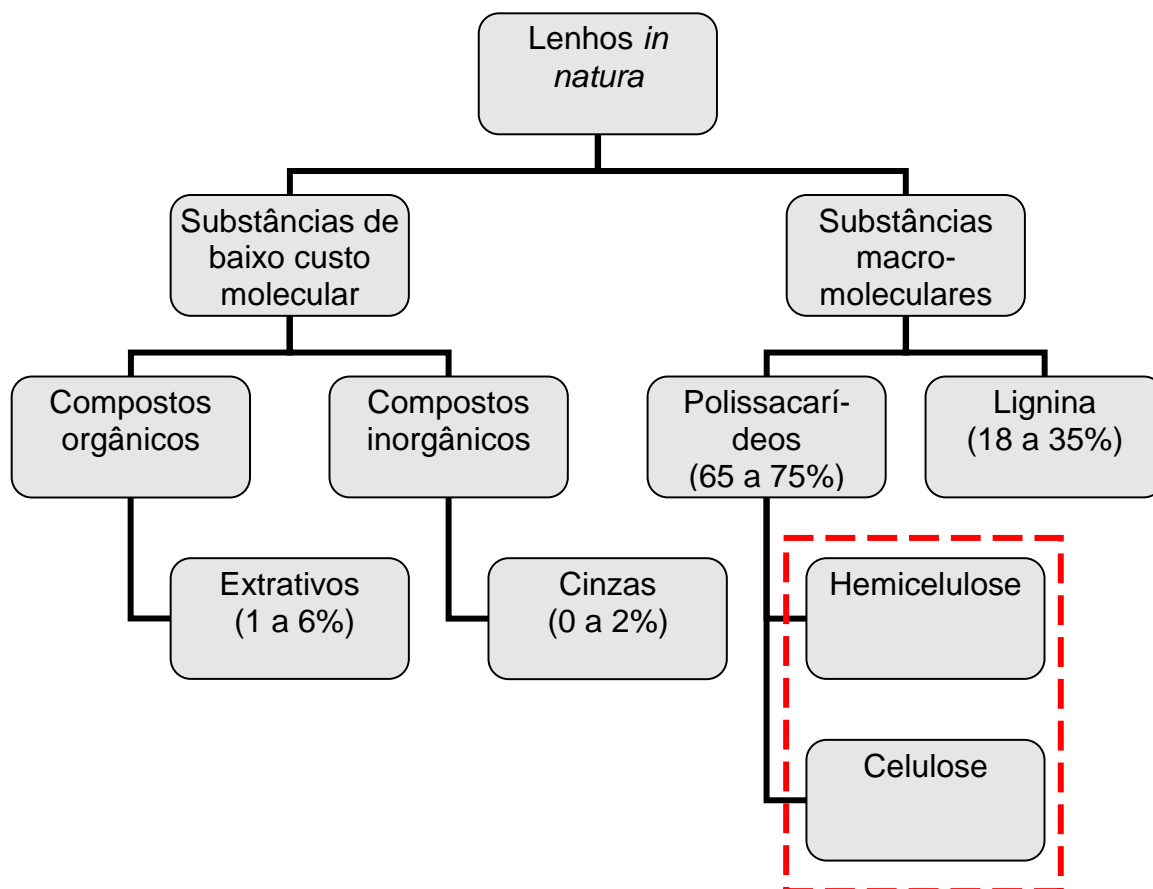 Lenhos in
natura
Substâncias de
baixo custo
molecular
Substâncias
macro-
moleculares
Compostos
orgânicos
Compostos
inorgânicos
Polissacarí-
deos
(65 a 75%)
Lignina
(18 a 35%)
Extrativos
(1 a 6%)
Cinzas
(0 a 2%)
Hemicelulose
Celulose